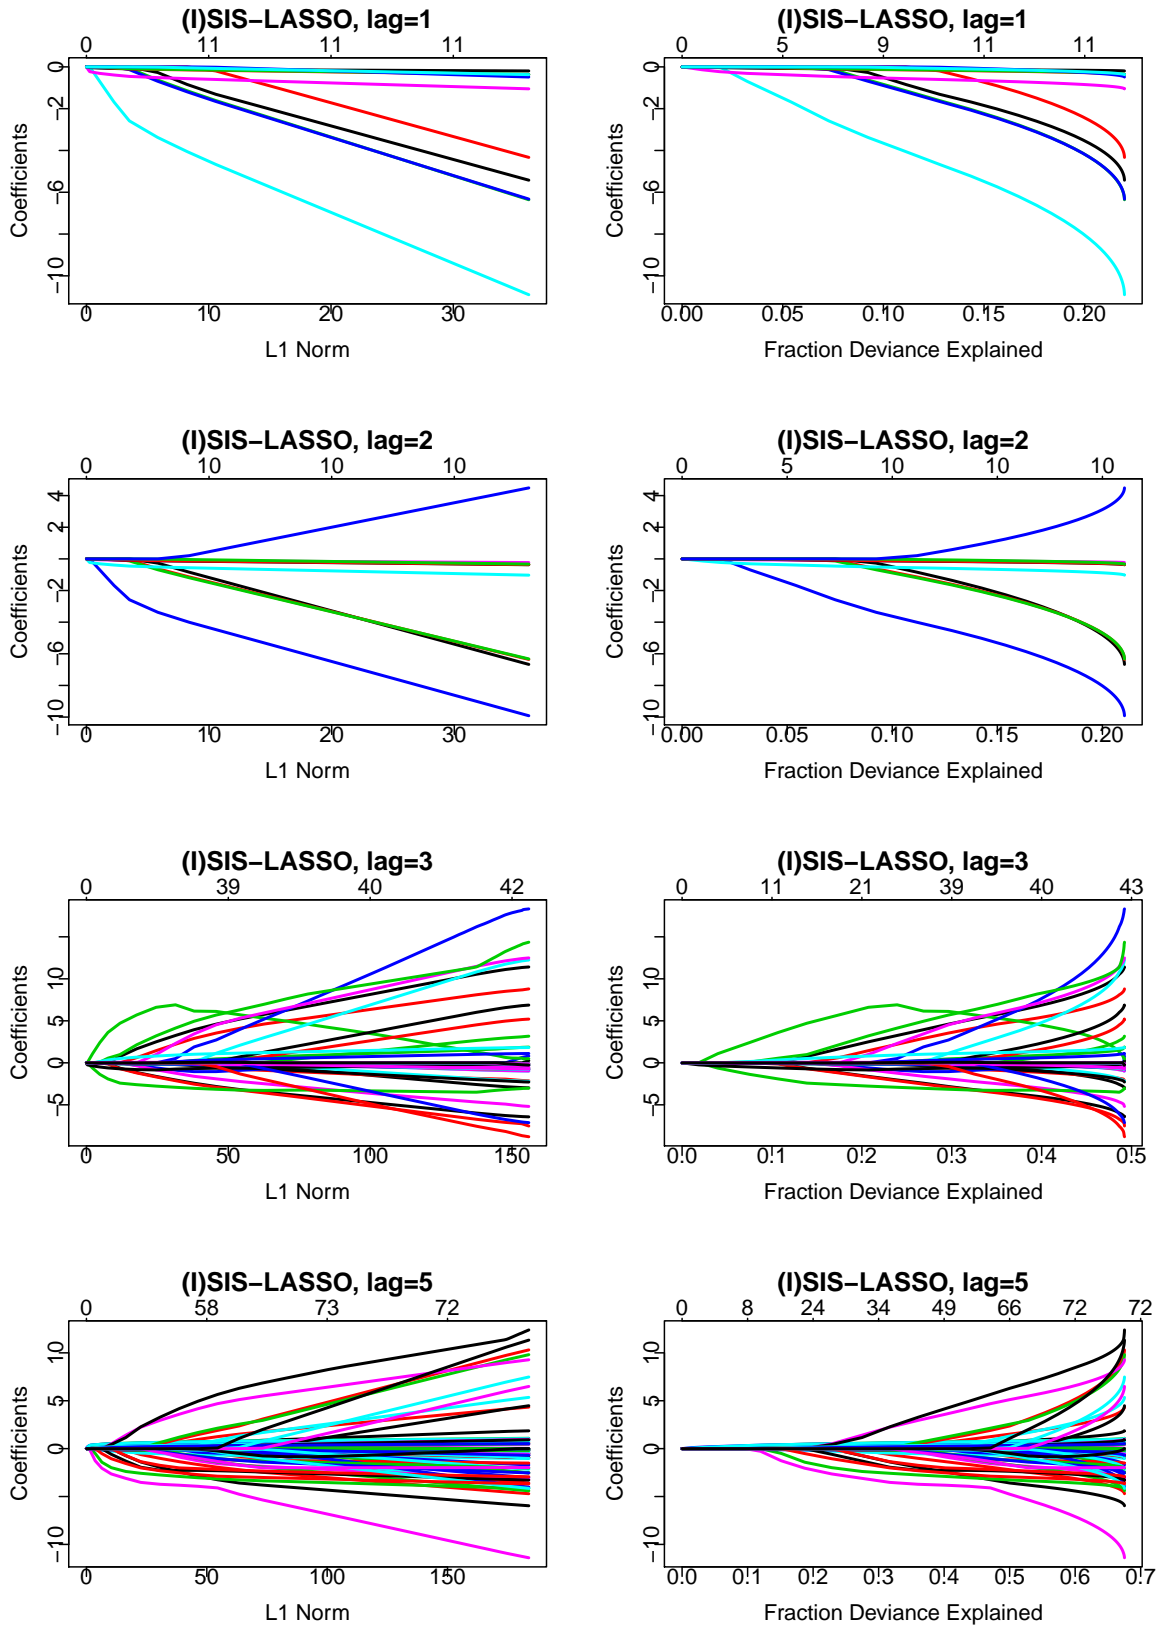 (I)SIS−LASSO, lag=1
0 11 11 11
0 −2 −6 −10
Coefficients
0 10 20 30
L1 Norm
(I)SIS−LASSO, lag=1
0 5 9 11 11
0 −2 −6 −10
Coefficients
0.00 0.05 0.10 0.15 0.20
Fraction Deviance Explained
(I)SIS−LASSO, lag=2
0 10 10 10
4 2 −2 −6 −10
Coefficients
0 10 20 30
L1 Norm
(I)SIS−LASSO, lag=2
0 5 10 10 10
4 2 −2 −6 −10
Coefficients
0.00 0.05 0.10 0.15 0.20
Fraction Deviance Explained
(I)SIS−LASSO, lag=3
0 39 40 42
10 5 0 −5
Coefficients
0 50 100 150
L1 Norm
(I)SIS−LASSO, lag=3
0 11 21 39 40 43
10 5 0 −5
Coefficients
0.0 0.1 0.2 0.3 0.4 0.5
Fraction Deviance Explained
(I)SIS−LASSO, lag=5
0 58 73 72
10 5 0 −10
Coefficients
0 50 100 150
L1 Norm
(I)SIS−LASSO, lag=5
0 8 24 34 49 66 72 72
10 5 0 −10
Coefficients
0.0 0.1 0.2 0.3 0.4 0.5 0.6 0.7
Fraction Deviance Explained